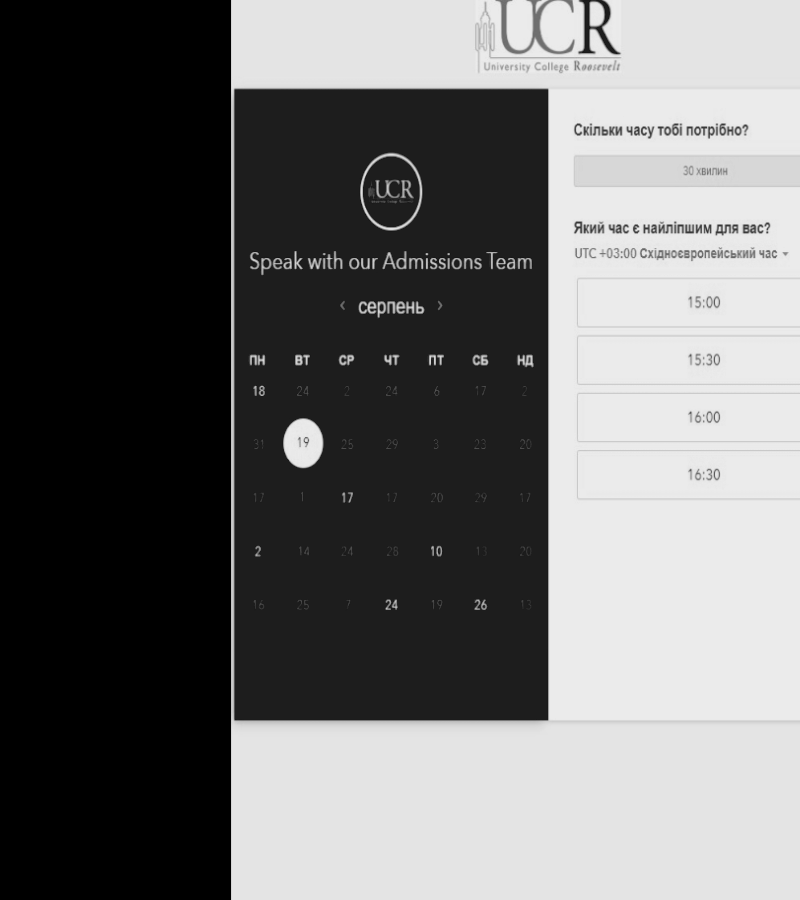 UCR
University College Roosevelt
UCR
Speak with our Admissions Team
‹ серпень ›
ПН ВТ СР ЧТ ПТ СБ НД
18 24 2 24 6 17 2
31 19 25 29 3 23 20
17 1 17 17 20 29 17
2 14 24 28 10 11 20
16 25 7 24 19 26 13
Скільки часу тобі потрібно?
30 хвилин
Який час є найліпшим для вас?
UTC +03:00 Східноєвропейський час
15:00
15:30
16:00
16:30